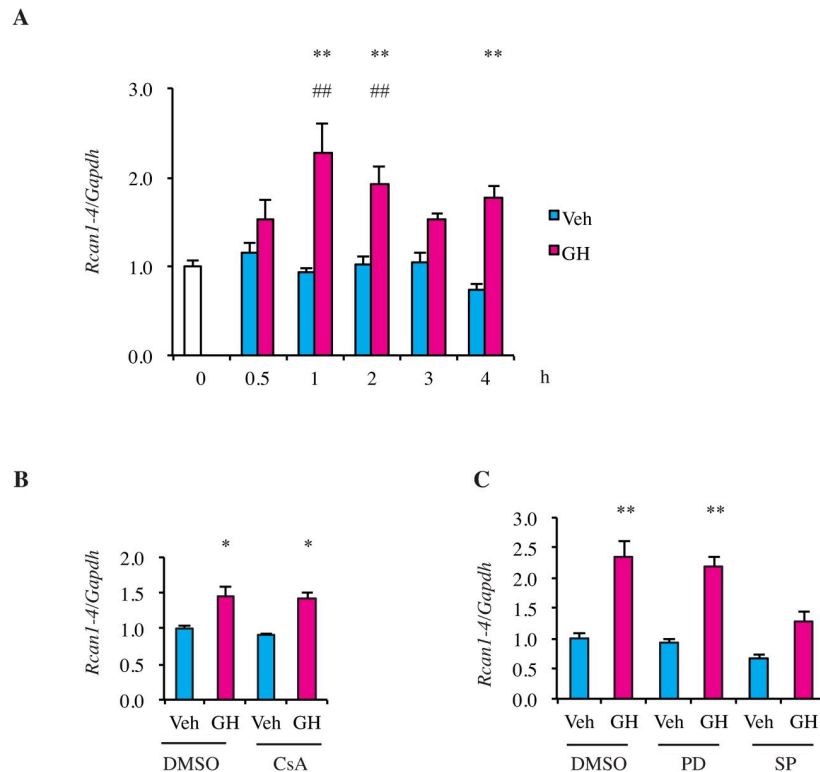 A
** ** **
## ##
3.0
2.0
1.0
0.0
Rcan1-4/Gapdh
Veh
GH
0 0.5 1 2 3 4 h
B
* *
2.0
1.5
1.0
0.5
0.0
Rcan1-4/Gapdh
Veh GH Veh GH
DMSO CsA
C
** **
3.0
2.5
2.0
1.5
1.0
0.5
0.0
Rcan1-4/Gapdh
Veh GH Veh GH Veh GH
DMSO PD SP